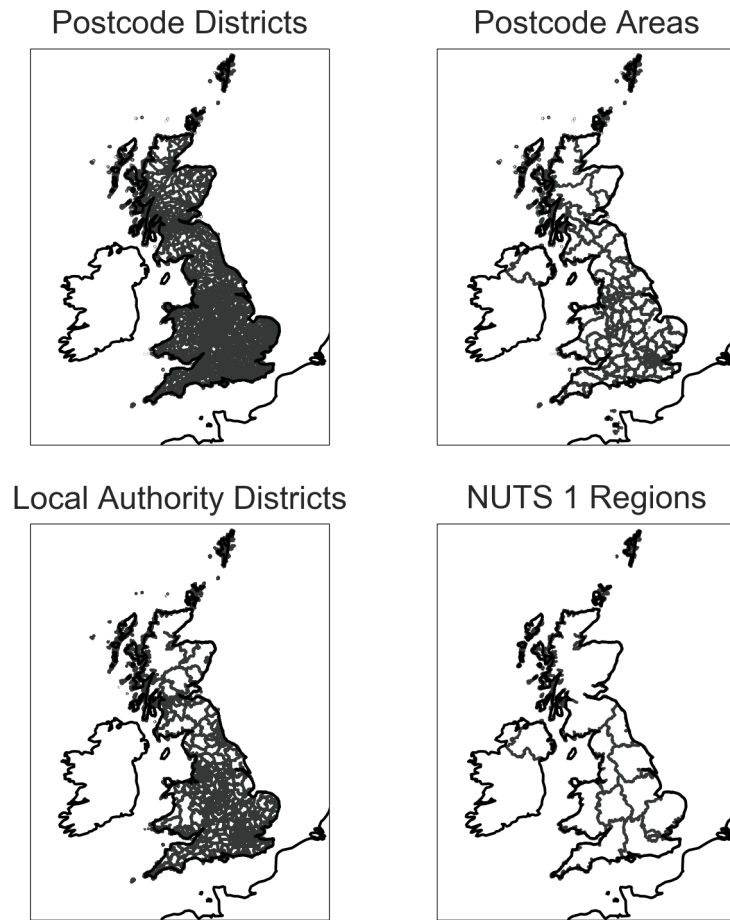 Postcode Districts
Postcode Areas
Local Authority Districts
NUTS 1 Regions